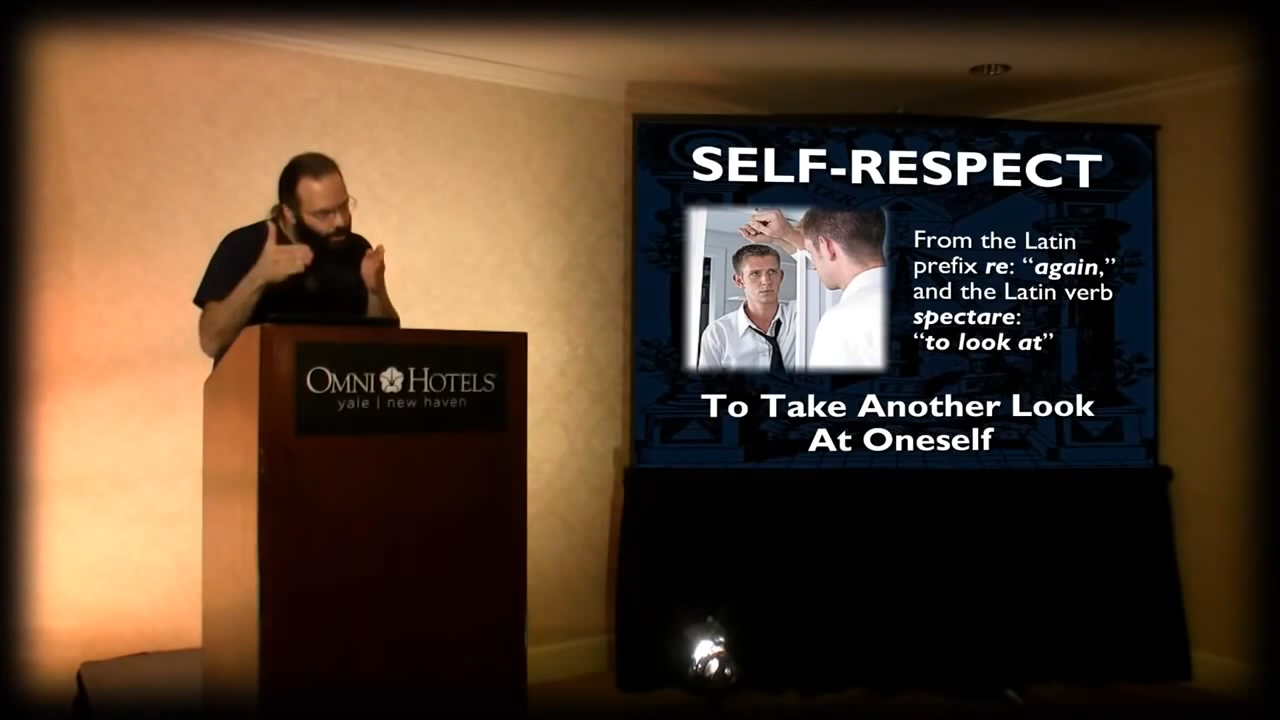 SELF-RESPECT
From the Latin
prefix re: “again,”
and the Latin verb
spectare:
“to look at”
To Take Another Look
At Oneself
OMNI HOTELS
yale | new haven